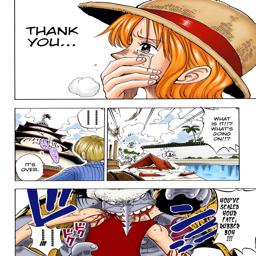 THANK
YOU...
WHAT
IS IT!!?
WHAT'S
GOING
ON!!?
IT'S
OVER.
YOU'VE
SEALED
YOUR
FATE,
RUBBER
BOY
!!!